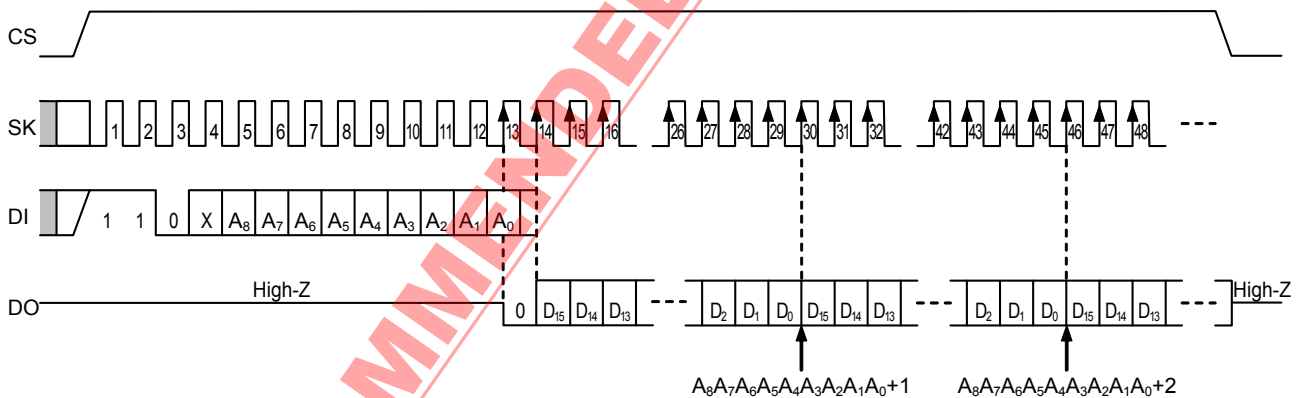 CS
SK 1 2 3 4 5 6 7 8 9 10 11 12 13 14 15 16 26 27 28 29 30 31 32 42 43 44 45 46 47 48
DI 1 1 0 X A₈ A₇ A₆ A₅ A₄ A₃ A₂ A₁ A₀
High-Z
DO 0 D₁₅ D₁₄ D₁₃ D₂ D₁ D₀ D₁₅ D₁₄ D₁₃ D₂ D₁ D₀ D₁₅ D₁₄ D₁₃ High-Z
A₈A₇A₆A₅A₄A₃A₂A₁A₀+1 A₈A₇A₆A₅A₄A₃A₂A₁A₀+2
MMENDED